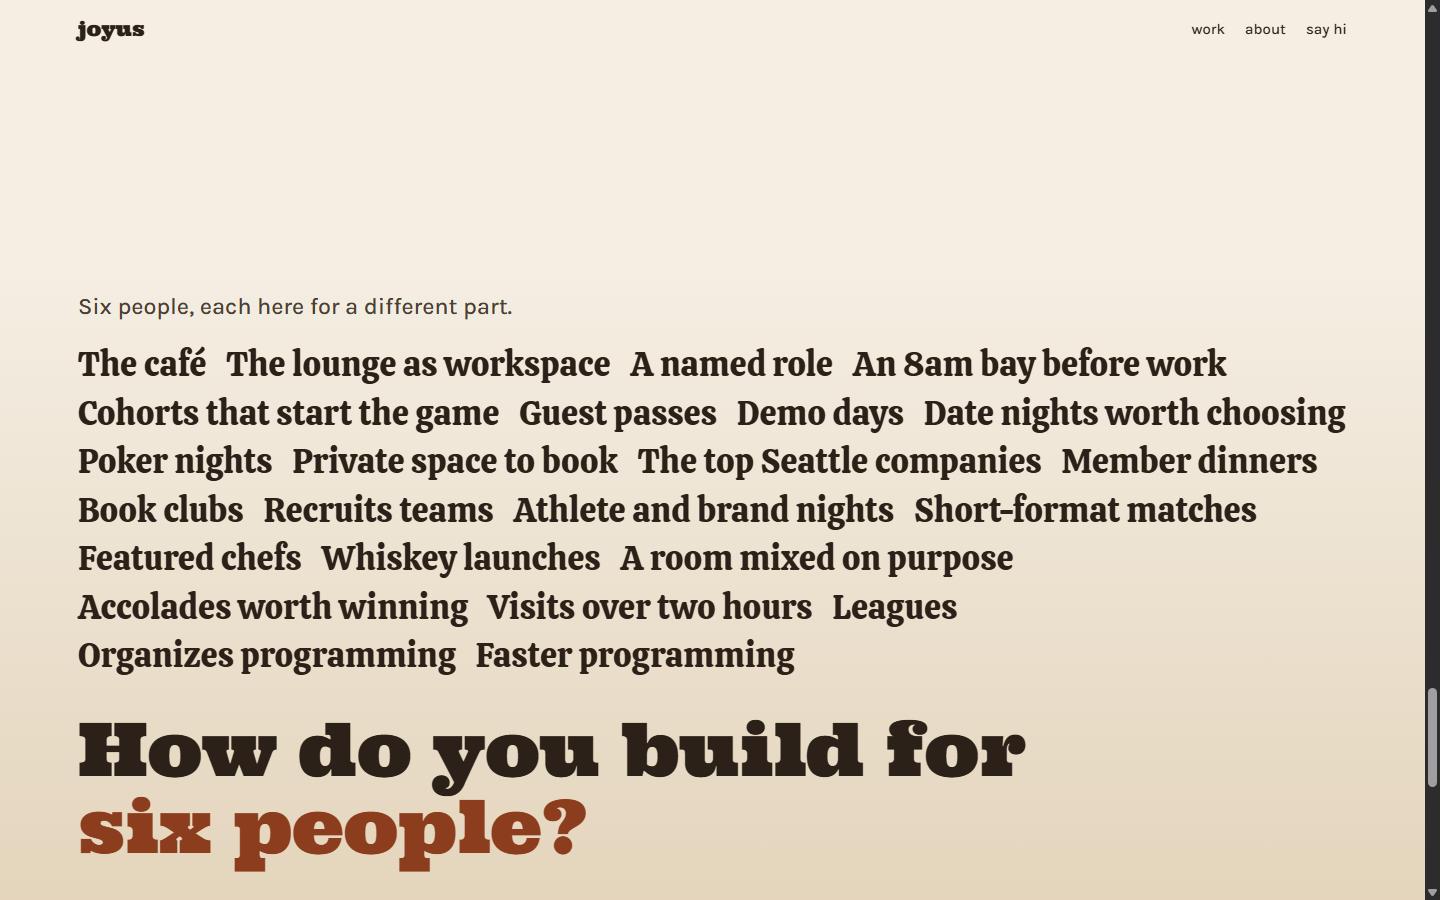 joyus
work about say hi
Six people, each here for a different part.
The café The lounge as workspace A named role An 8am bay before work
Cohorts that start the game Guest passes Demo days Date nights worth choosing
Poker nights Private space to book The top Seattle companies Member dinners
Book clubs Recruits teams Athlete and brand nights Short-format matches
Featured chefs Whiskey launches A room mixed on purpose
Accolades worth winning Visits over two hours Leagues
Organizes programming Faster programming
How do you build for
six people?